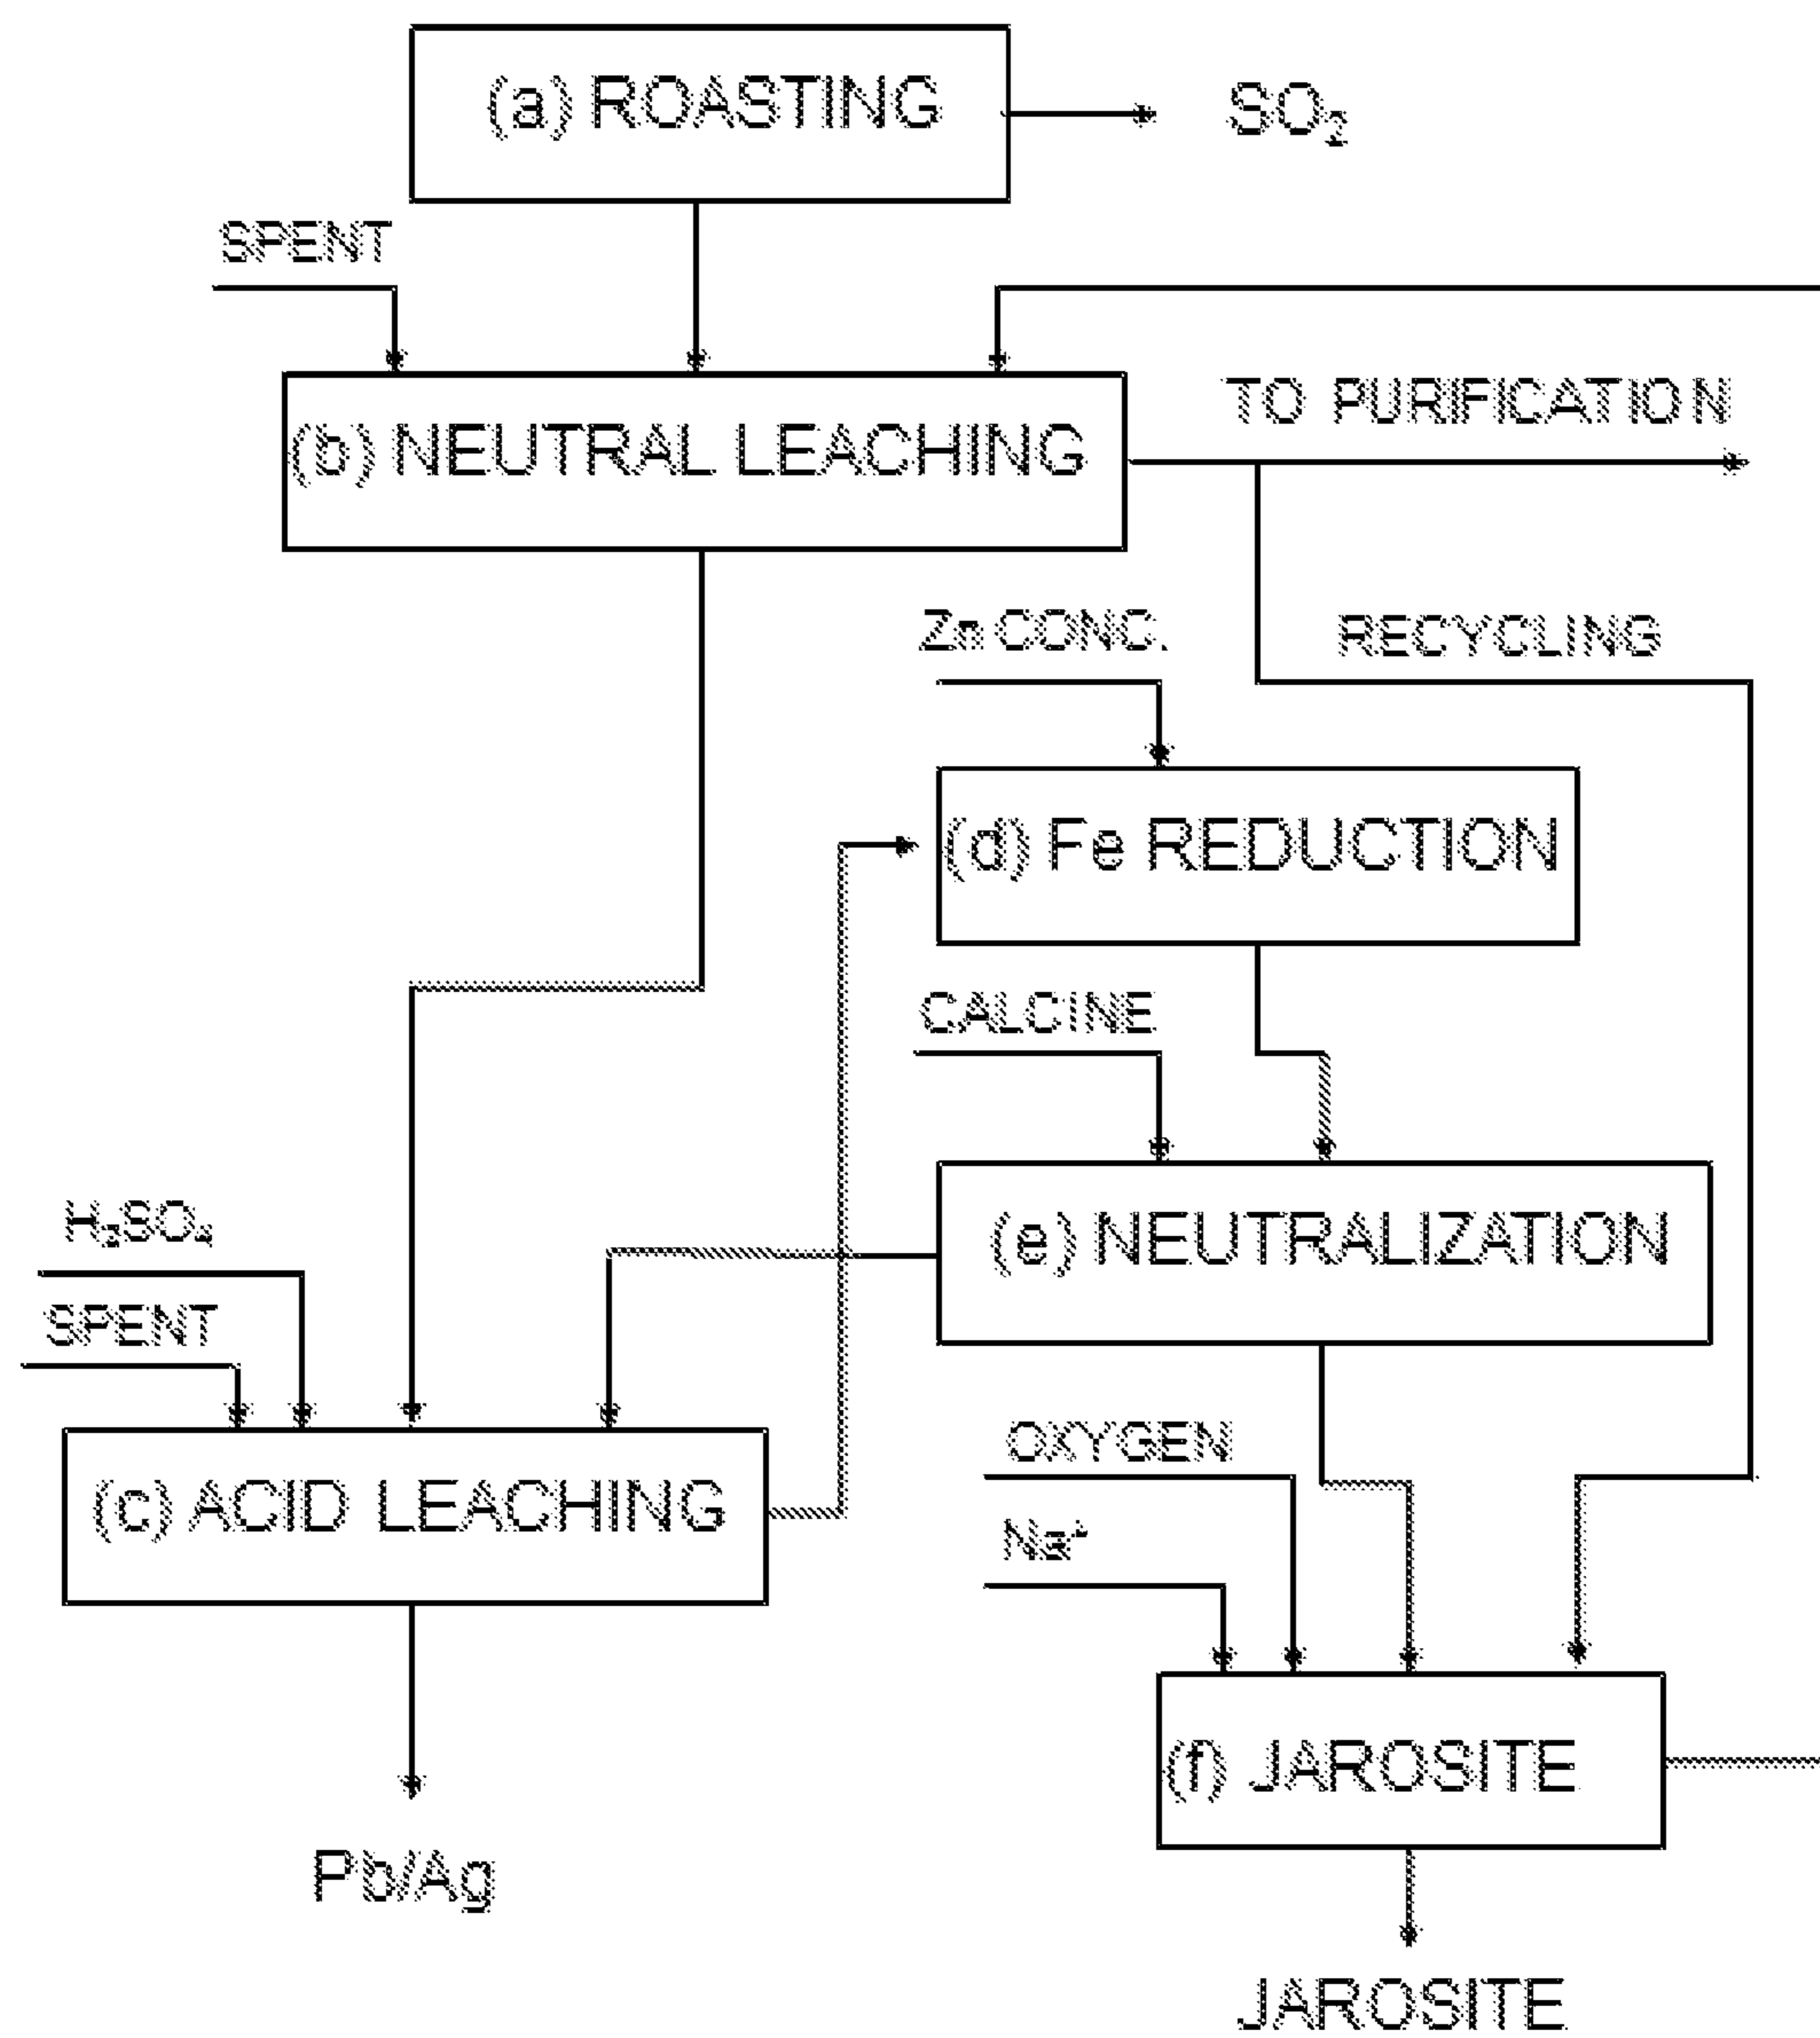 (a) ROASTING
SO₂
SPENT
(b) NEUTRAL LEACHING
TO PURIFICATION
Zn CONC.
RECYCLING
(d) Fe REDUCTION
CALCINE
H₂SO₄
(e) NEUTRALIZATION
SPENT
OXYGEN
(c) ACID LEACHING
Na⁺
(f) JAROSITE
Pb/Ag
JAROSITE